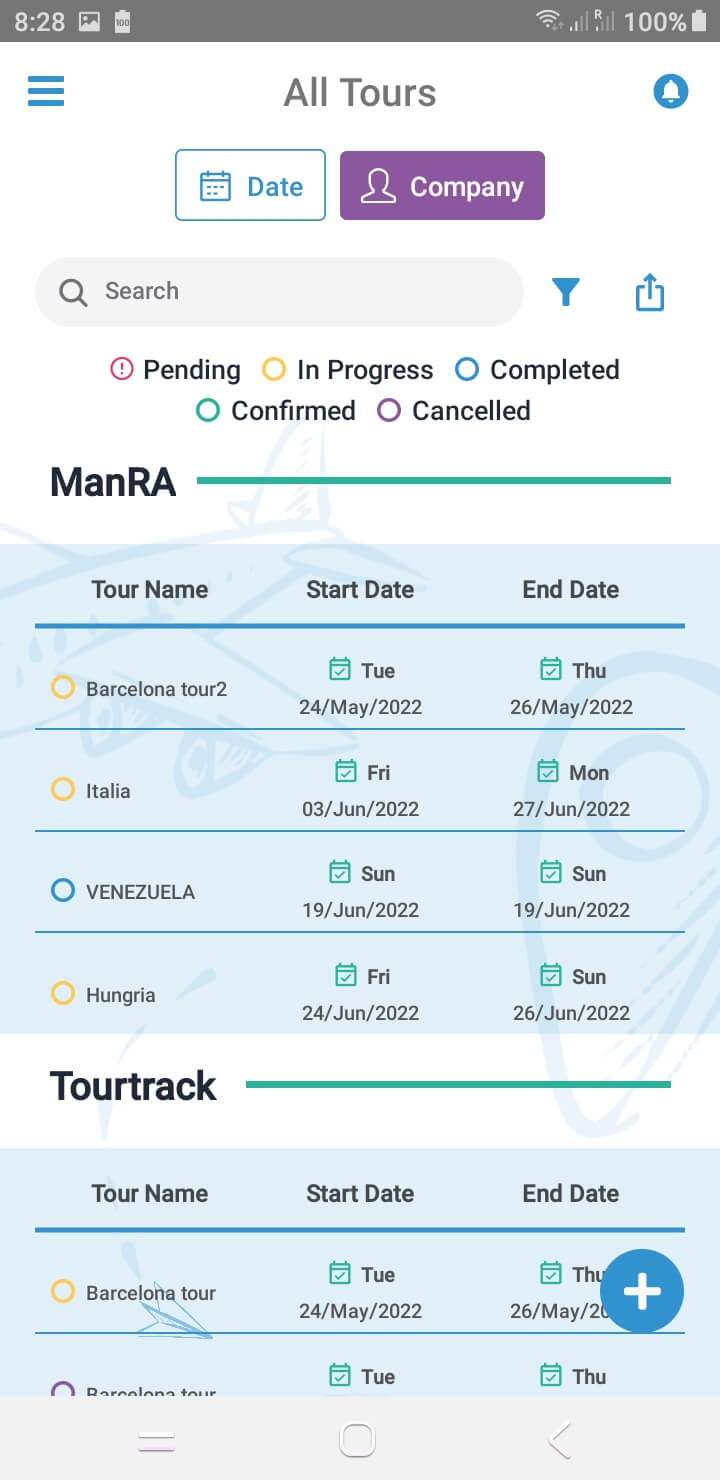 8:28 100 R 100%
All Tours
Date Company
Search
Pending In Progress Completed
Confirmed Cancelled
ManRA
Tour Name Start Date End Date
Tue Thu
Barcelona tour2
24/May/2022 26/May/2022
Fri Mon
Italia
03/Jun/2022 27/Jun/2022
Sun Sun
VENEZUELA
19/Jun/2022 19/Jun/2022
Fri Sun
Hungria
24/Jun/2022 26/Jun/2022
Tourtrack
Tour Name Start Date End Date
Tue Thu
Barcelona tour
24/May/2022 26/May/20
Tue Thu
Barcelona tour